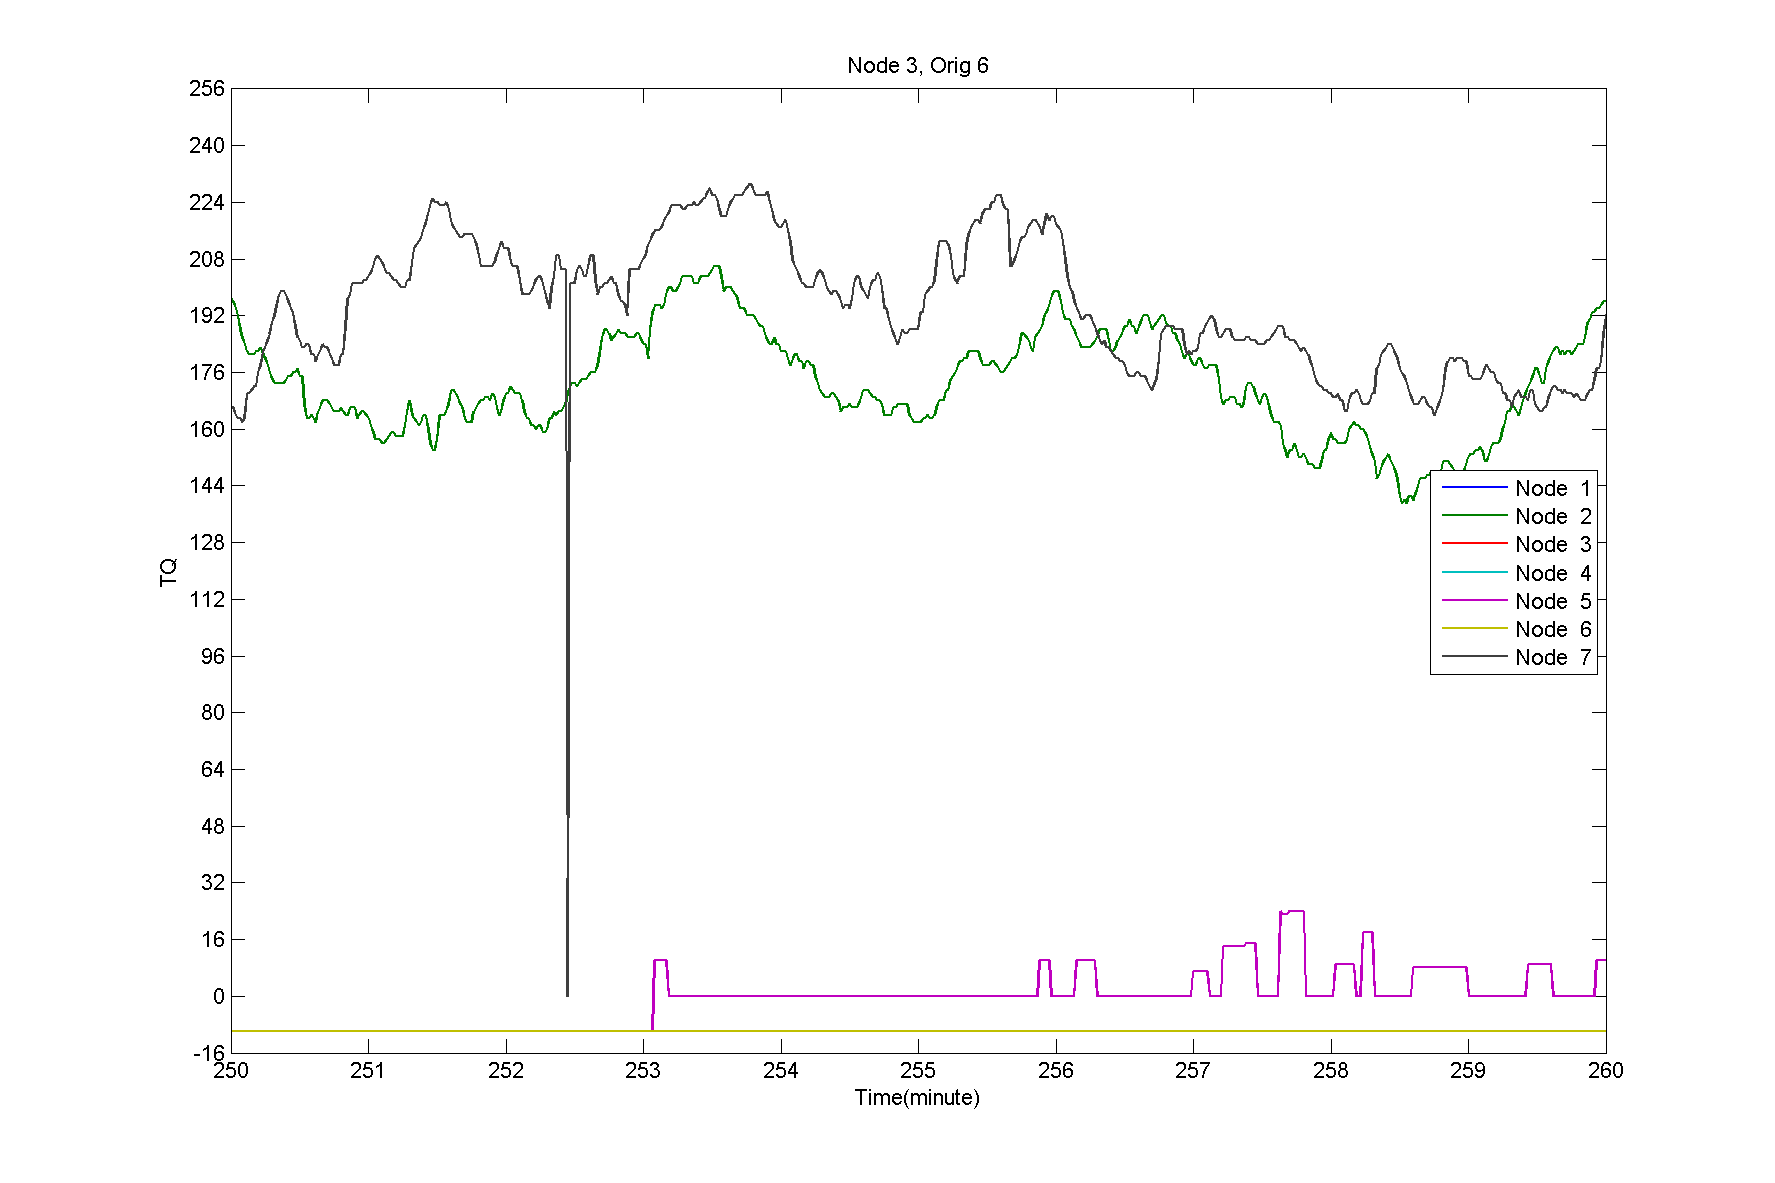 Node 3, Orig 6
256
240
224
208
192
176
160
144
128
112
96
80
64
48
32
16
0
-16
TQ
Node 1
Node 2
Node 3
Node 4
Node 5
Node 6
Node 7
250 251 252 253 254 255 256 257 258 259 260
Time(minute)